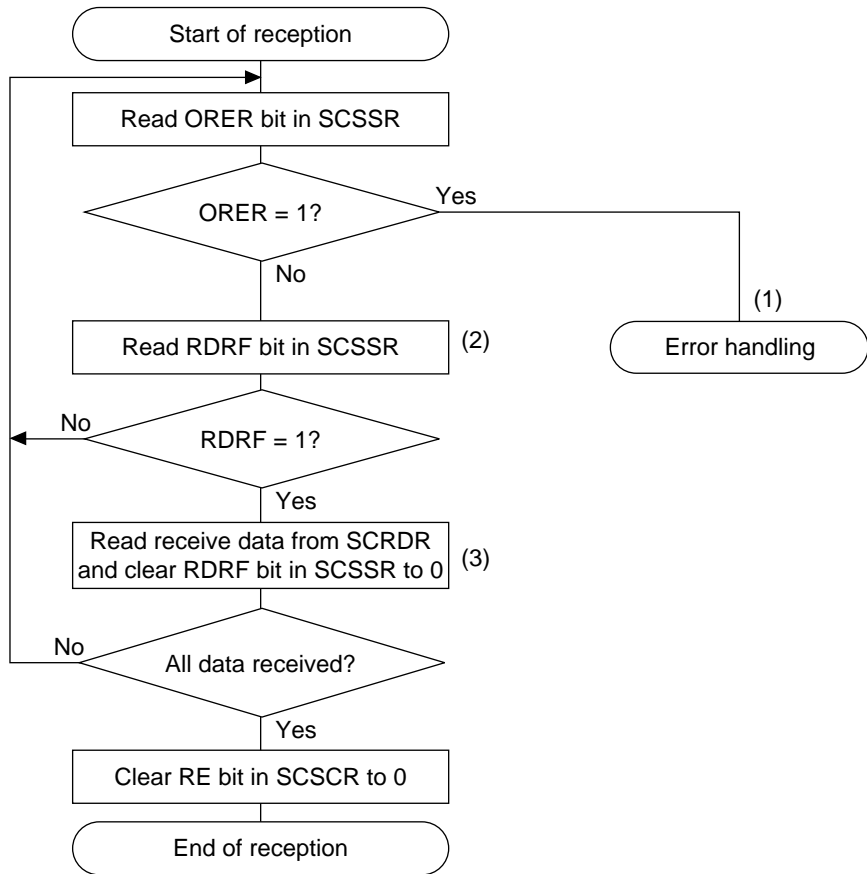 Start of reception
Read ORER bit in SCSSR
Yes
ORER = 1?
No
(1)
Read RDRF bit in SCSSR
(2)
Error handling
No
RDRF = 1?
Yes
Read receive data from SCRDR
and clear RDRF bit in SCSSR to 0
(3)
No
All data received?
Yes
Clear RE bit in SCSCR to 0
End of reception